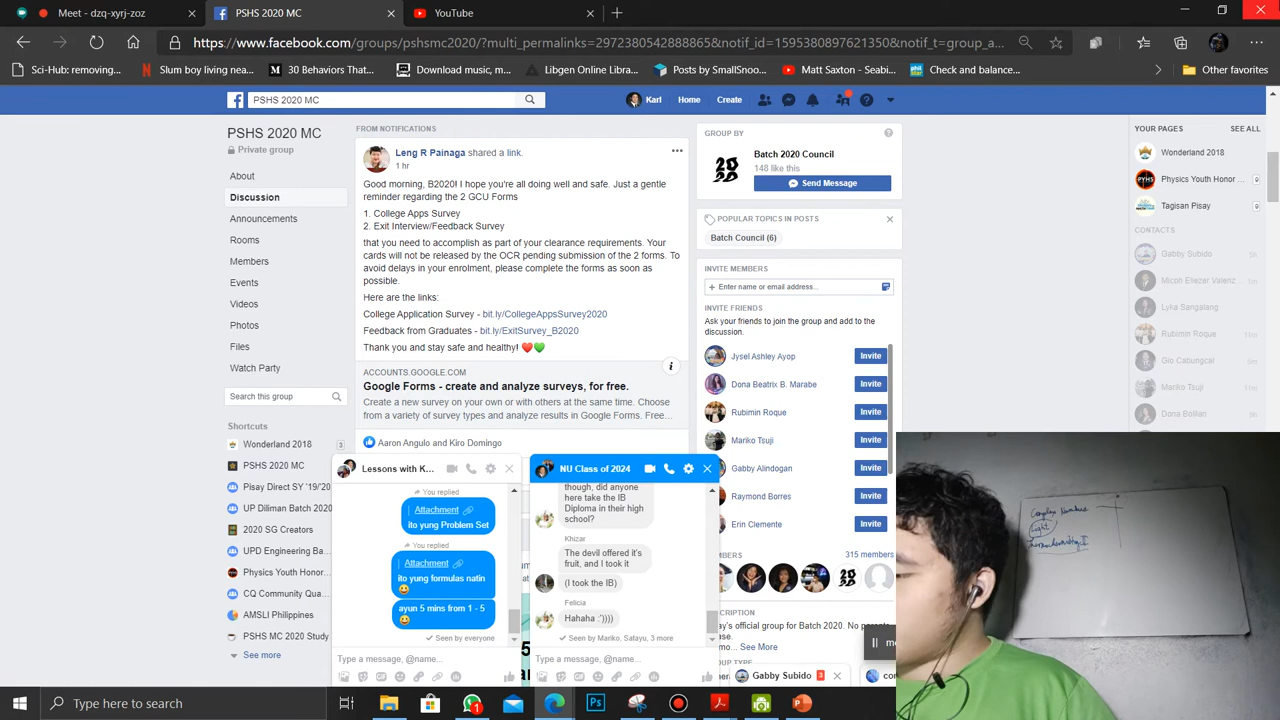 Meet - dzq-xyrj-zoz
PSHS 2020 MC
YouTube
https://www.facebook.com/groups/pshsmc2020/?multi_permalinks=2972380542888865&notif_id=1595380897621350&notif_t=group_a...
Sci-Hub: removing...
Slum boy living nea...
30 Behaviors That...
Download music, m...
Libgen Online Libra...
Posts by SmallSnoo...
Matt Saxton - Seabi...
Check and balance...
Other favorites
PSHS 2020 MC
Karl
Home
Create
PSHS 2020 MC
Private group
About
Discussion
Announcements
Rooms
Members
Events
Videos
Photos
Files
Watch Party
Search this group
Shortcuts
Wonderland 2018 3
PSHS 2020 MC
Pisay Direct SY '19/'20
UP Diliman Batch 2020
2020 SG Creators
UPD Engineering Ba...
Physics Youth Honor...
CQ Community Quiz
AMSLI Philippines
PSHS MC 2020 Study
See more
FROM NOTIFICATIONS
Leng R Painaga shared a link.
1 hr
Good morning, B2020! I hope you're all doing well and safe. Just a gentle
reminder regarding the 2 GCU Forms
1. College Apps Survey
2. Exit Interview/Feedback Survey
that you need to accomplish as part of your clearance requirements. Your
cards will not be released by the OCR pending submission of the 2 forms. To
avoid delays in your enrolment, please complete the forms as soon as
possible.
Here are the links:
College Application Survey - bit.ly/CollegeAppsSurvey2020
Feedback from Graduates - bit.ly/ExitSurvey_B2020
Thank you and stay safe and healthy!
ACCOUNTS.GOOGLE.COM
Google Forms - create and analyze surveys, for free.
Create a new survey on your own or with others at the same time. Choose
from a variety of survey types and analyze results in Google Forms. Free...
Aaron Angulo and Kiro Domingo
GROUP BY
Batch 2020 Council
148 like this
Send Message
POPULAR TOPICS IN POSTS
Batch Council (6)
INVITE MEMBERS
+ Enter name or email address...
INVITE FRIENDS
Ask your friends to join the group and add to the
discussion.
Jysel Ashley Ayop Invite
Dona Beatrix B. Marabe Invite
Rubimin Roque Invite
Mariko Tsuji Invite
Gabby Alindogan Invite
Raymond Borres Invite
Erin Clemente Invite
315 members
See More
YOUR PAGES SEE ALL
Wonderland 2018
Physics Youth Honor ... 9
Tagisan Pisay 9
CONTACTS
Gabby Subido 5h
Micon Eliezar Valenz... 1m
Lyka Sangalang
Rubimin Roque
Gio Cabungcal
Mariko Tsuji 11m
Dona Bolilan 9h
Lessons with K...
You replied
Attachment
ito yung Problem Set
You replied
Attachment
ito yung formulas natin
ayun 5 mins from 1 - 5
Seen by everyone
Type a message, @name...
NU Class of 2024
though, did anyone
here take the IB
Diploma in their high
school?
Khizar
The devil offered it's
fruit, and I took it
(I took the IB)
Felicia
Hahaha :'))))
Seen by Mariko, Satayu, 3 more
Type a message, @name...
Gabby Subido 3
Complex Numbers
Light
Type here to search